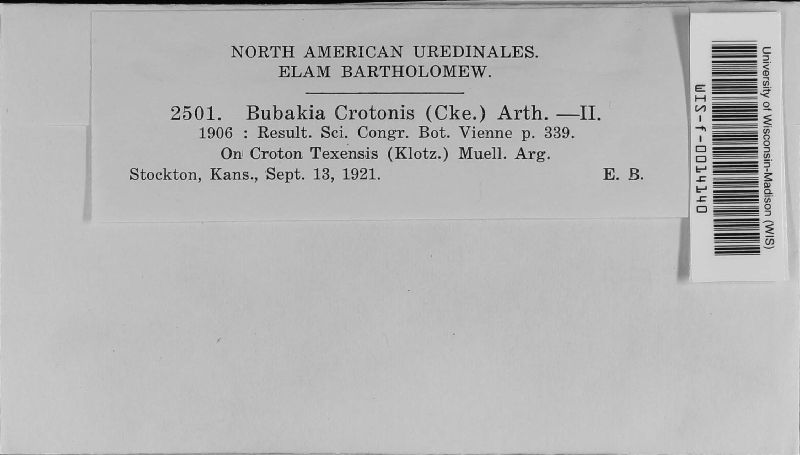 NORTH AMERICAN UREDINALES.
ELAM BARTHOLOMEW.
2501. Bubakia Crotonis (Cke.) Arth. —II.
1906 : Result. Sci. Congr. Bot. Vienne p. 339.
On Croton Texensis (Klotz.) Muell. Arg.
Stockton, Kans., Sept. 13, 1921. E. B.
University of Wisconsin-Madison (WIS)
WIS-f-0014140